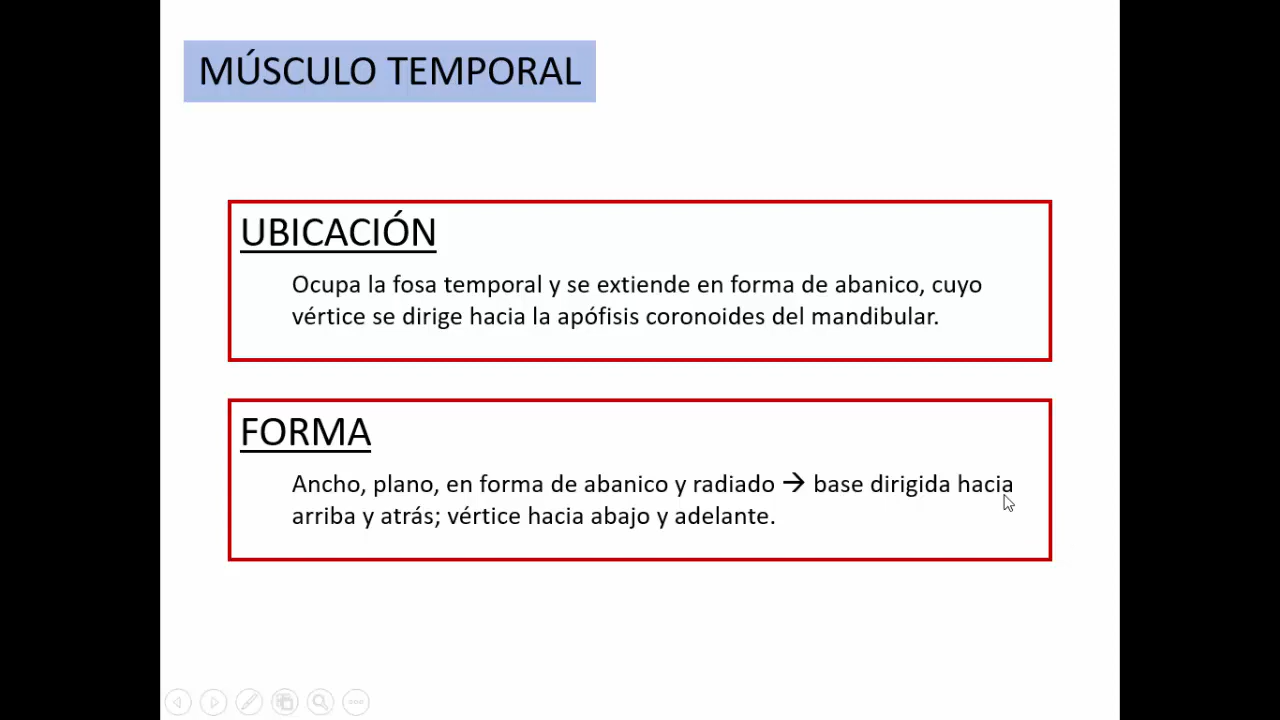 MÚSCULO TEMPORAL
UBICACIÓN
Ocupa la fosa temporal y se extiende en forma de abanico, cuyo
vértice se dirige hacia la apófisis coronoides del mandibular.
FORMA
Ancho, plano, en forma de abanico y radiado → base dirigida hacia
arriba y atrás; vértice hacia abajo y adelante.